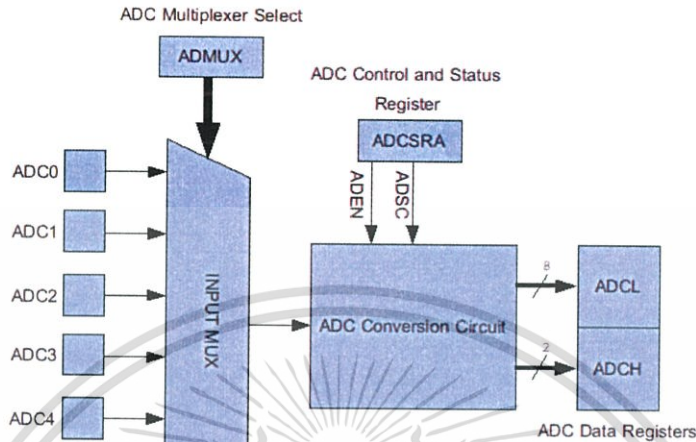 ADC Multiplexer Select
ADMUX
ADC Control and Status
Register
ADCSRA
ADEN
ADSC
ADC0
ADC1
ADC2
ADC3
ADC4
INPUT MUX
ADC Conversion Circuit
8
2
ADCL
ADCH
ADC Data Registers